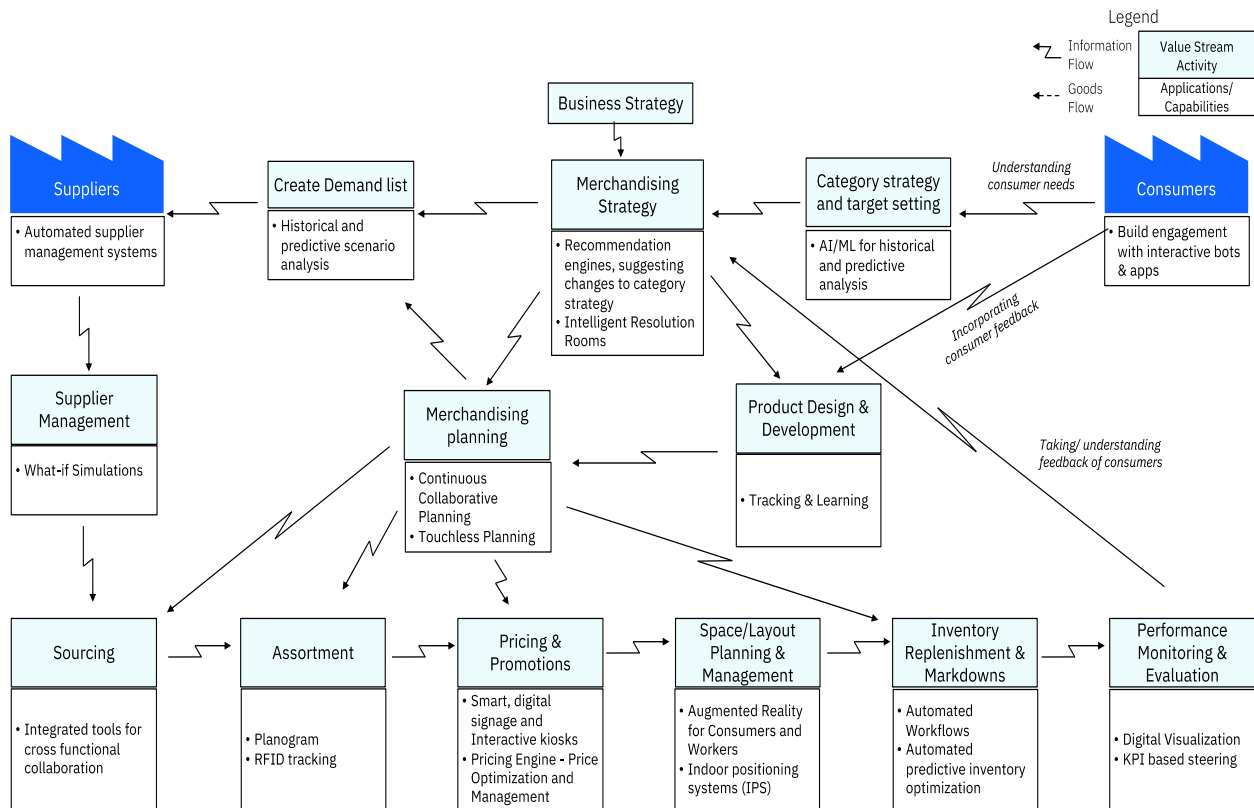 Legend
Information
Flow
Value Stream
Activity
Goods
Flow
Applications/
Capabilities
Business Strategy
Suppliers
• Automated supplier
management systems
Create Demand list
• Historical and
predictive scenario
analysis
Merchandising
Strategy
• Recommendation
engines, suggesting
changes to category
strategy
• Intelligent Resolution
Rooms
Category strategy
and target setting
• AI/ML for historical
and predictive
analysis
Understanding
consumer needs
Consumers
• Build engagement
with interactive bots
& apps
Incorporating
consumer feedback
Supplier
Management
• What-if Simulations
Merchandising
planning
• Continuous
Collaborative
Planning
• Touchless Planning
Product Design &
Development
• Tracking & Learning
Taking/ understanding
feedback of consumers
Sourcing
• Integrated tools for
cross functional
collaboration
Assortment
• Planogram
• RFID tracking
Pricing &
Promotions
• Smart, digital
signage and
Interactive kiosks
• Pricing Engine - Price
Optimization and
Management
Space/Layout
Planning &
Management
• Augmented Reality
for Consumers and
Workers
• Indoor positioning
systems (IPS)
Inventory
Replenishment &
Markdowns
• Automated
Workflows
• Automated
predictive inventory
optimization
Performance
Monitoring &
Evaluation
• Digital Visualization
• KPI based steering